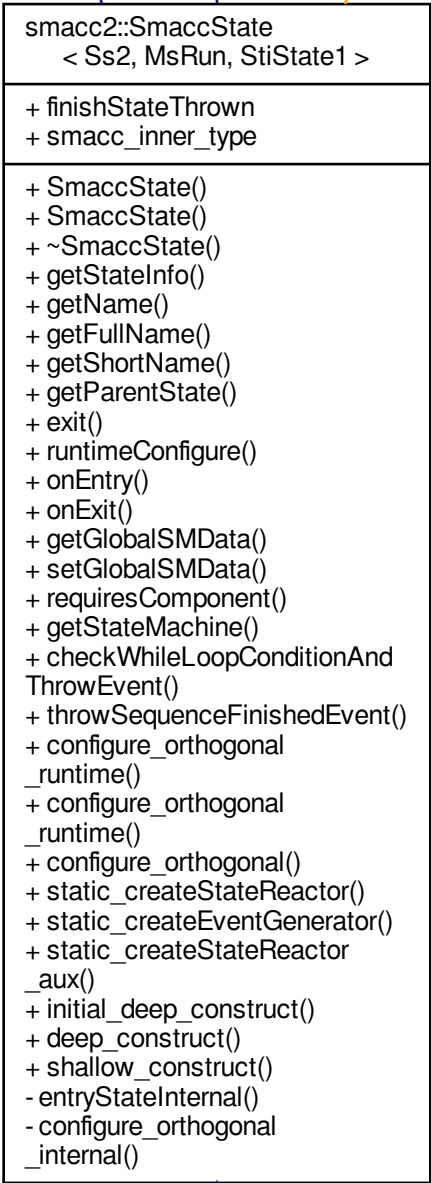 smacc2::SmaccState
< Ss2, MsRun, StiState1 >
+ finishStateThrown
+ smacc_inner_type
+ SmaccState()
+ SmaccState()
+ ~SmaccState()
+ getStateInfo()
+ getName()
+ getFullName()
+ getShortName()
+ getParentState()
+ exit()
+ runtimeConfigure()
+ onEntry()
+ onExit()
+ getGlobalSMData()
+ setGlobalSMData()
+ requiresComponent()
+ getStateMachine()
+ checkWhileLoopConditionAnd
ThrowEvent()
+ throwSequenceFinishedEvent()
+ configure_orthogonal
_runtime()
+ configure_orthogonal
_runtime()
+ configure_orthogonal()
+ static_createStateReactor()
+ static_createEventGenerator()
+ static_createStateReactor
_aux()
+ initial_deep_construct()
+ deep_construct()
+ shallow_construct()
- entryStateInternal()
- configure_orthogonal
_internal()